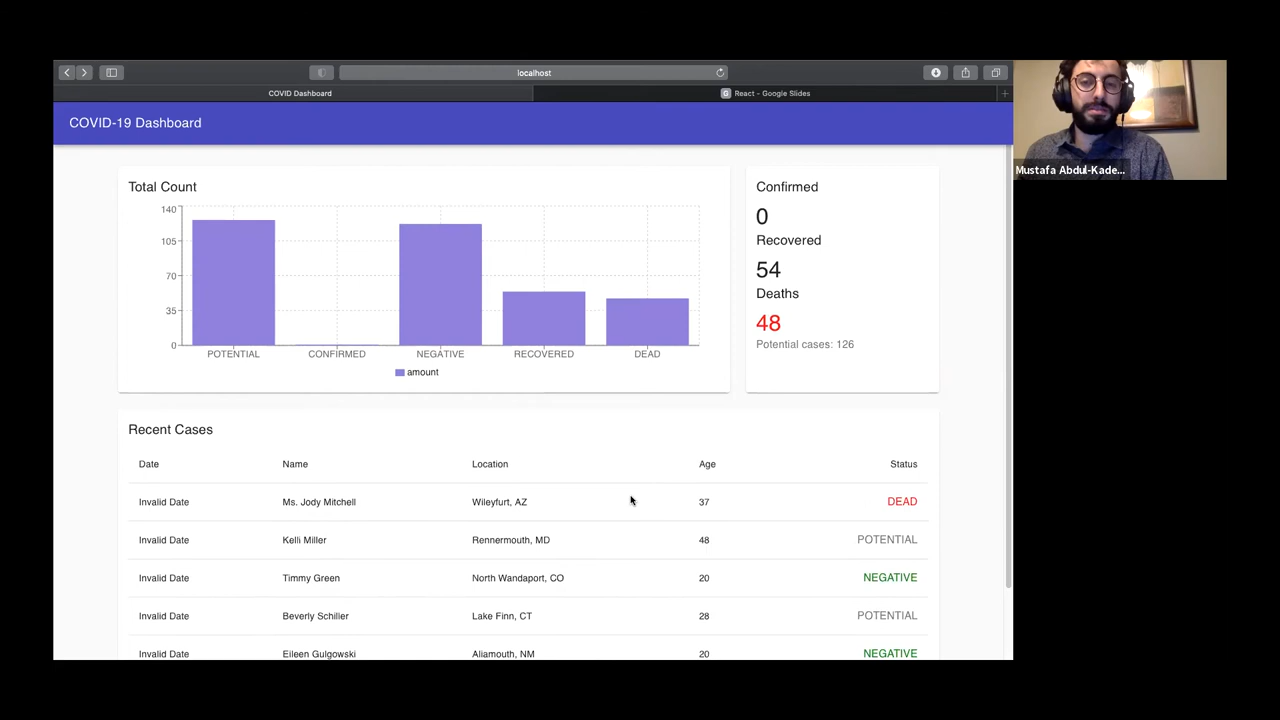 localhost
COVID Dashboard
G React - Google Slides
COVID-19 Dashboard
Mustafa Abdul-Kade...
Total Count
140
105
70
35
0
POTENTIAL CONFIRMED NEGATIVE RECOVERED DEAD
amount
Confirmed
0
Recovered
54
Deaths
48
Potential cases: 126
Recent Cases
Date Name Location Age Status
Invalid Date Ms. Jody Mitchell Wileyfurt, AZ 37 DEAD
Invalid Date Kelli Miller Rennermouth, MD 48 POTENTIAL
Invalid Date Timmy Green North Wandaport, CO 20 NEGATIVE
Invalid Date Beverly Schiller Lake Finn, CT 28 POTENTIAL
Invalid Date Eileen Gulgowski Aliamouth, NM 20 NEGATIVE